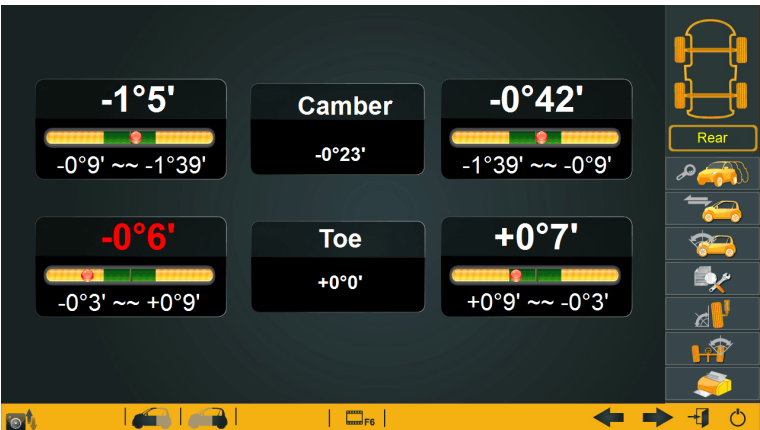 -1°5'
Camber
-0°42'
-0°23'
-0°9' ~~ -1°39'
-1°39' ~~ -0°9'
Rear
-0°6'
Toe
+0°7'
+0°0'
-0°3' ~~ +0°9'
+0°9' ~~ -0°3'
F6